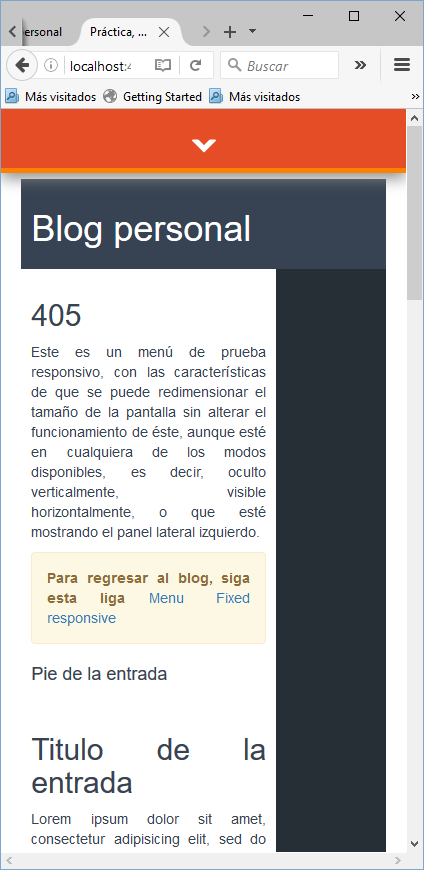 ersonal
Práctica, ...
localhost:4
Buscar
Más visitados
Getting Started
Más visitados
Blog personal
405
Este es un menú de prueba
responsivo, con las características
de que se puede redimensionar el
tamaño de la pantalla sin alterar el
funcionamiento de éste, aunque esté
en cualquiera de los modos
disponibles, es decir, oculto
verticalmente, visible
horizontalmente, o que esté
mostrando el panel lateral izquierdo.
Para regresar al blog, siga
esta liga Menu Fixed
responsive
Pie de la entrada
Titulo de la
entrada
Lorem ipsum dolor sit amet,
consectetur adipisicing elit, sed do